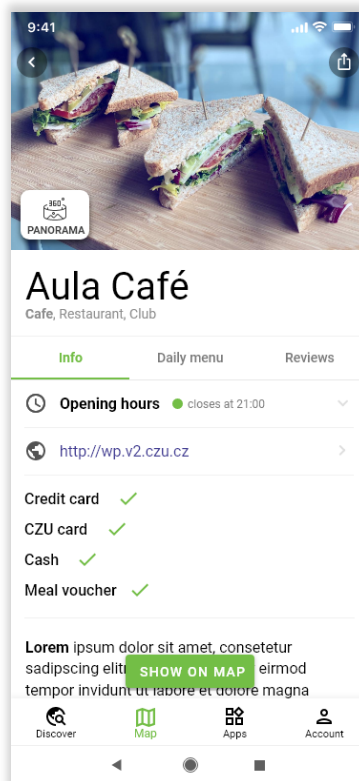 9:41
360°
PANORAMA
Aula Café
Cafe, Restaurant, Club
Info Daily menu Reviews
Opening hours closes at 21:00
http://wp.v2.czu.cz
Credit card
CZU card
Cash
Meal voucher
Lorem ipsum dolor sit amet, consetetur
sadipscing elitr eirmod
SHOW ON MAP
tempor invidunt ut labore et dolore magna
Discover Map Apps Account